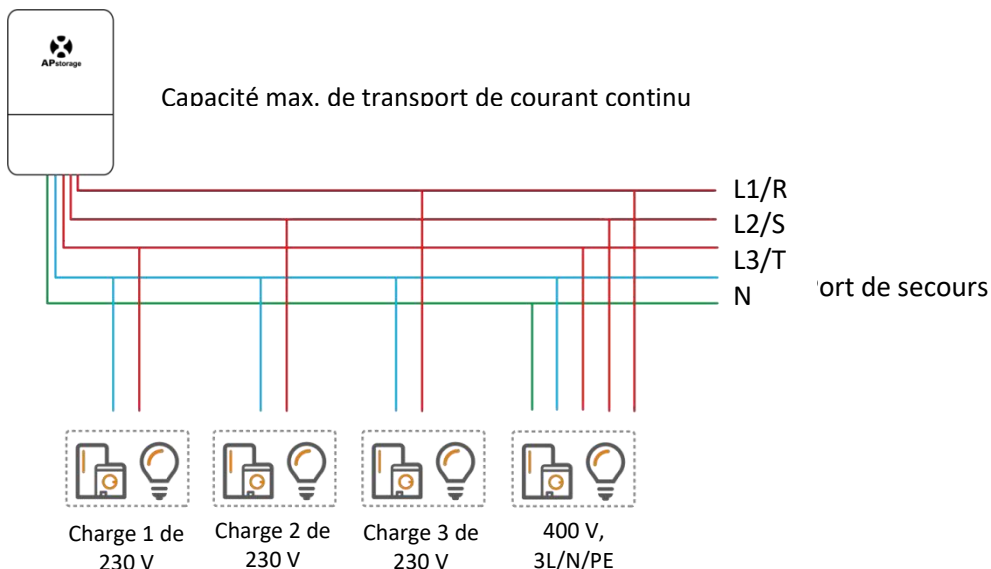 APstorage
Capacité max. de transport de courant continu
L1/R
L2/S
L3/T
N
ort de secours
Charge 1 de
230 V
Charge 2 de
230 V
Charge 3 de
230 V
400 V,
3L/N/PE